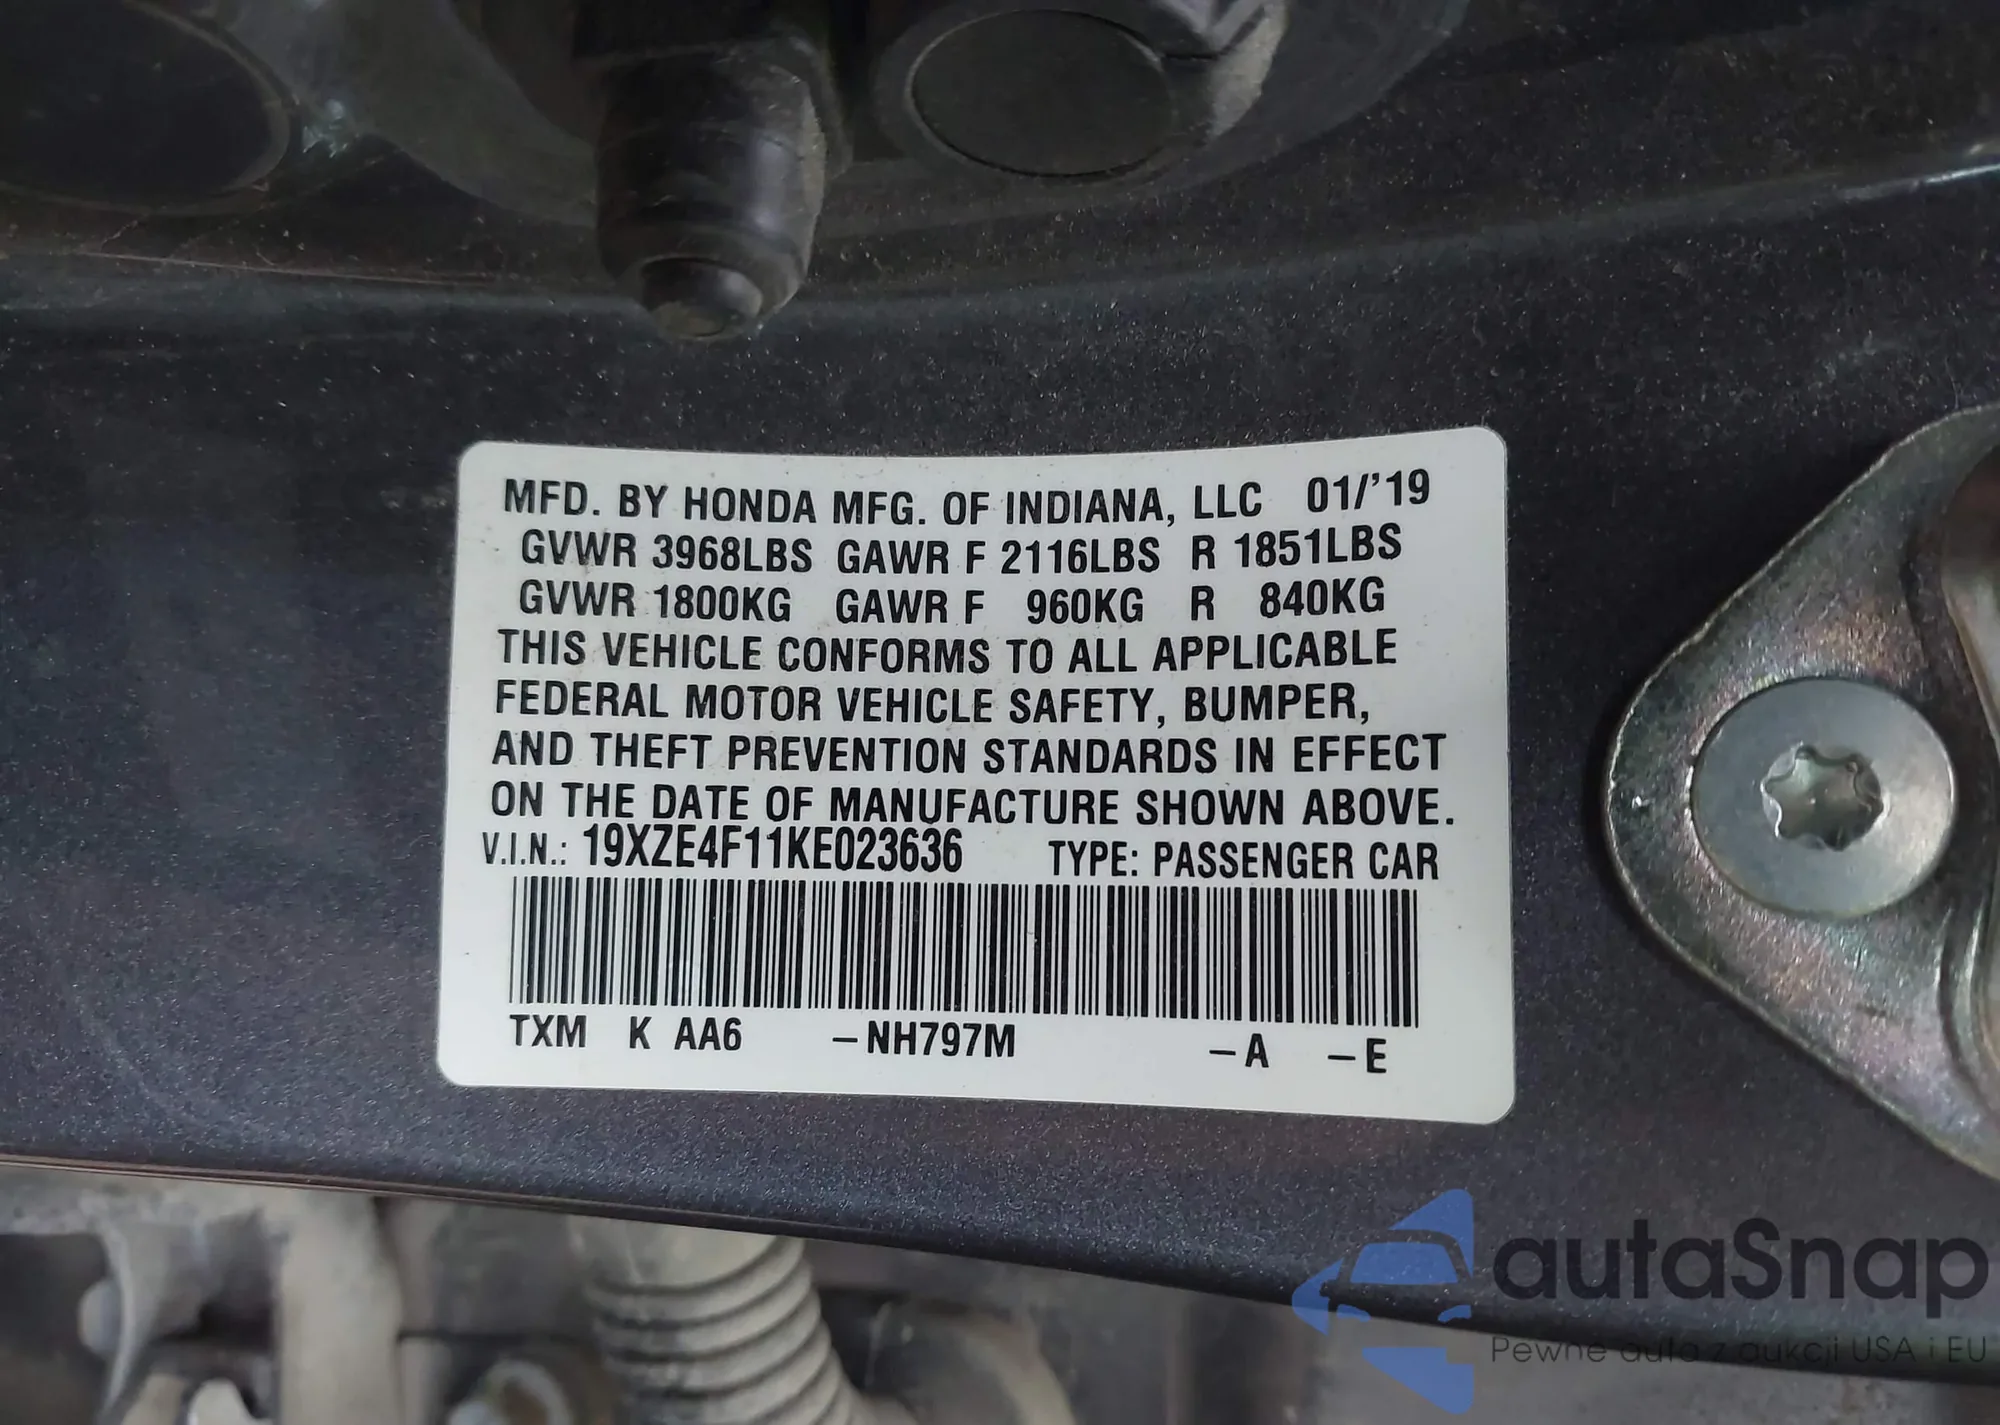 MFD. BY HONDA MFG. OF INDIANA, LLC 01/'19
GVWR 3968LBS GAWR F 2116LBS R 1851LBS
GVWR 1800KG GAWR F 960KG R 840KG
THIS VEHICLE CONFORMS TO ALL APPLICABLE
FEDERAL MOTOR VEHICLE SAFETY, BUMPER,
AND THEFT PREVENTION STANDARDS IN EFFECT
ON THE DATE OF MANUFACTURE SHOWN ABOVE.
V.I.N.: 19XZE4F11KE023636 TYPE: PASSENGER CAR
TXM K AA6 –NH797M –A –E
autaSnap
Pewne auta z aukcji USA i EU